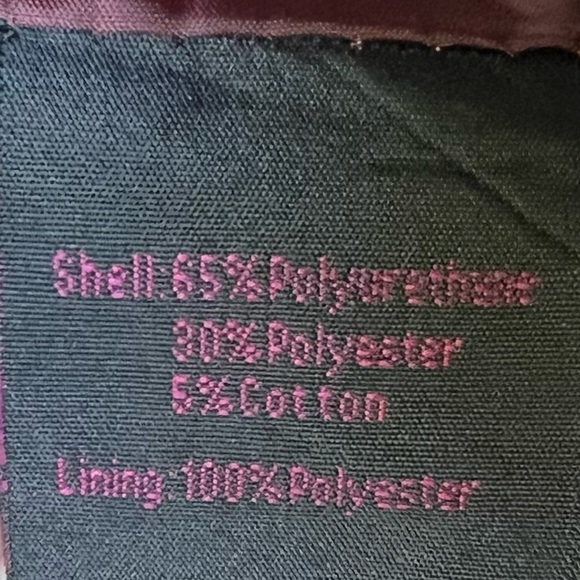 Shell:65%Polyurethane
30%Polyester
5%Cotton
Lining:100%Polyester